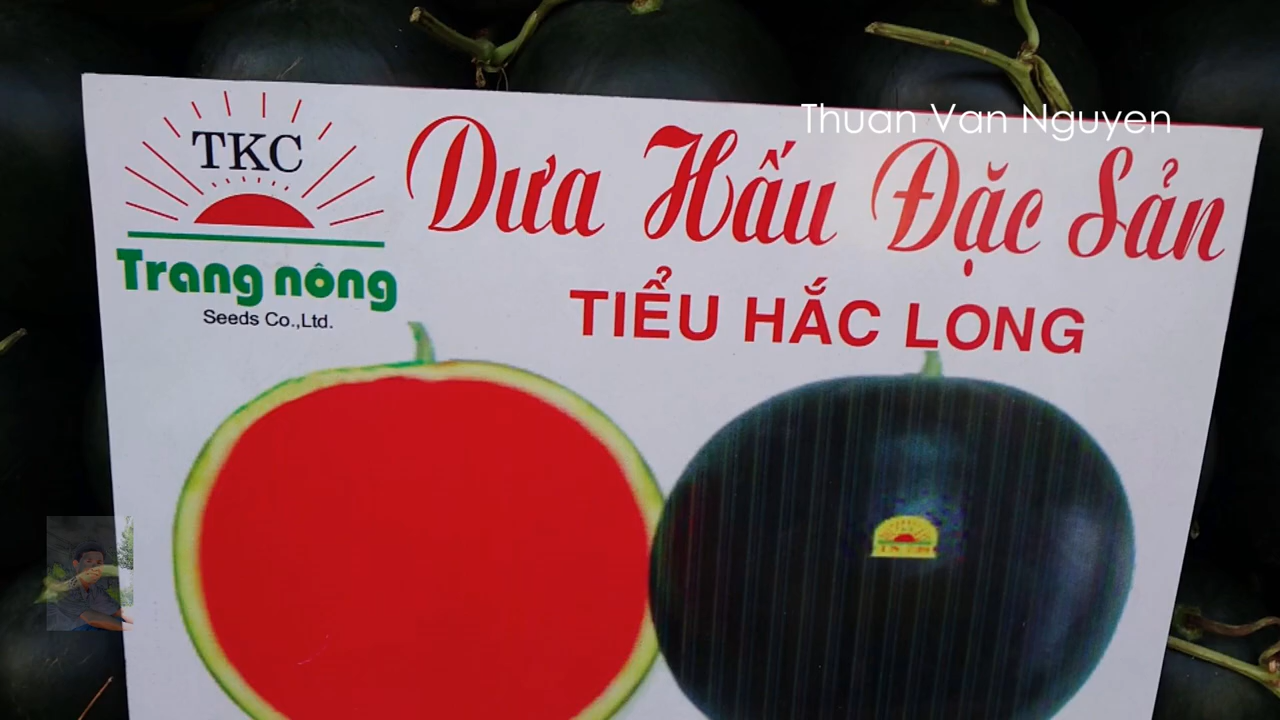 Thuan Van Nguyen
TKC
Trang nông
Seeds Co.,Ltd.
Dưa Hấu Đặc Sản
TIỂU HẮC LONG